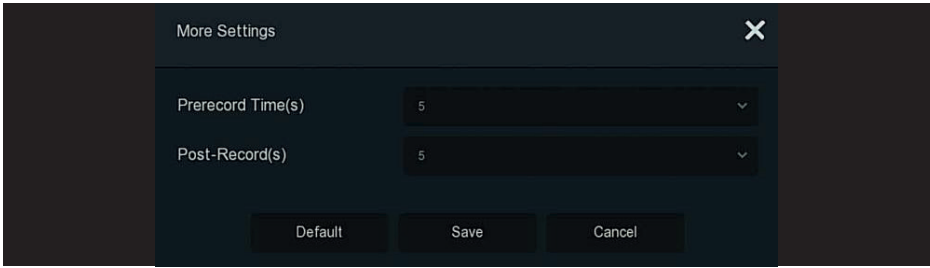 More Settings
Prerecord Time(s) 5
Post-Record(s) 5
Default Save Cancel